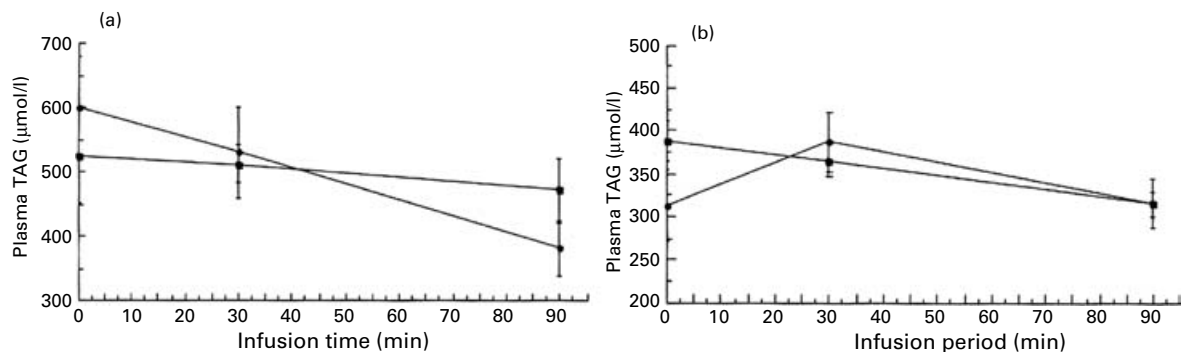 (a)
700
600
500
400
300
Plasma TAG (μmol/l)
0 10 20 30 40 50 60 70 80 90
Infusion time (min)
(b)
500
450
400
350
300
250
200
Plasma TAG (μmol/l)
0 10 20 30 40 50 60 70 80 90
Infusion period (min)